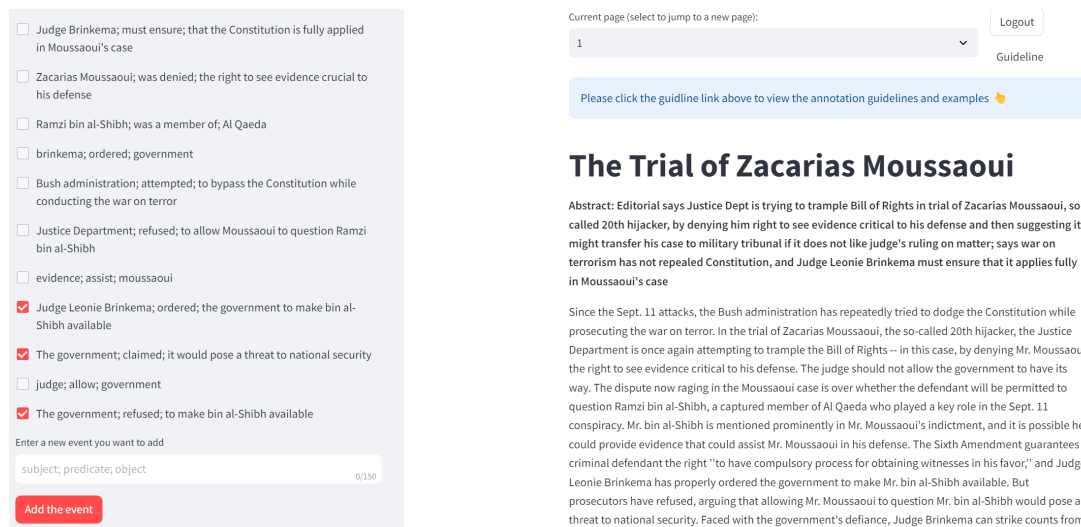 Judge Brinkema; must ensure; that the Constitution is fully applied
in Moussaoui's case
Zacarias Moussaoui; was denied; the right to see evidence crucial to
his defense
Ramzi bin al-Shibh; was a member of; Al Qaeda
brinkema; ordered; government
Bush administration; attempted; to bypass the Constitution while
conducting the war on terror
Justice Department; refused; to allow Moussaoui to question Ramzi
bin al-Shibh
evidence; assist; moussaoui
Judge Leonie Brinkema; ordered; the government to make bin al-
Shibh available
The government; claimed; it would pose a threat to national security
judge; allow; government
The government; refused; to make bin al-Shibh available
Enter a new event you want to add
subject; predicate; object
0/150
Add the event
Current page (select to jump to a new page):
1
Logout
Guideline
Please click the guidline link above to view the annotation guidelines and examples 👆
The Trial of Zacarias Moussaoui
Abstract: Editorial says Justice Dept is trying to trample Bill of Rights in trial of Zacarias Moussaoui, so
called 20th hijacker, by denying him right to see evidence critical to his defense and then suggesting it
might transfer his case to military tribunal if it does not like judge's ruling on matter; says war on
terrorism has not repealed Constitution, and Judge Leonie Brinkema must ensure that it applies fully
in Moussaoui's case
Since the Sept. 11 attacks, the Bush administration has repeatedly tried to dodge the Constitution while
prosecuting the war on terror. In the trial of Zacarias Moussaoui, the so-called 20th hijacker, the Justice
Department is once again attempting to trample the Bill of Rights -- in this case, by denying Mr. Moussaou
the right to see evidence critical to his defense. The judge should not allow the government to have its
way. The dispute now raging in the Moussaoui case is over whether the defendant will be permitted to
question Ramzi bin al-Shibh, a captured member of Al Qaeda who played a key role in the Sept. 11
conspiracy. Mr. bin al-Shibh is mentioned prominently in Mr. Moussaoui's indictment, and it is possible he
could provide evidence that could assist Mr. Moussaoui in his defense. The Sixth Amendment guarantees
criminal defendant the right ''to have compulsory process for obtaining witnesses in his favor,'' and Judg
Leonie Brinkema has properly ordered the government to make Mr. bin al-Shibh available. But
prosecutors have refused, arguing that allowing Mr. Moussaoui to question Mr. bin al-Shibh would pose a
threat to national security. Faced with the government's defiance, Judge Brinkema can strike counts from